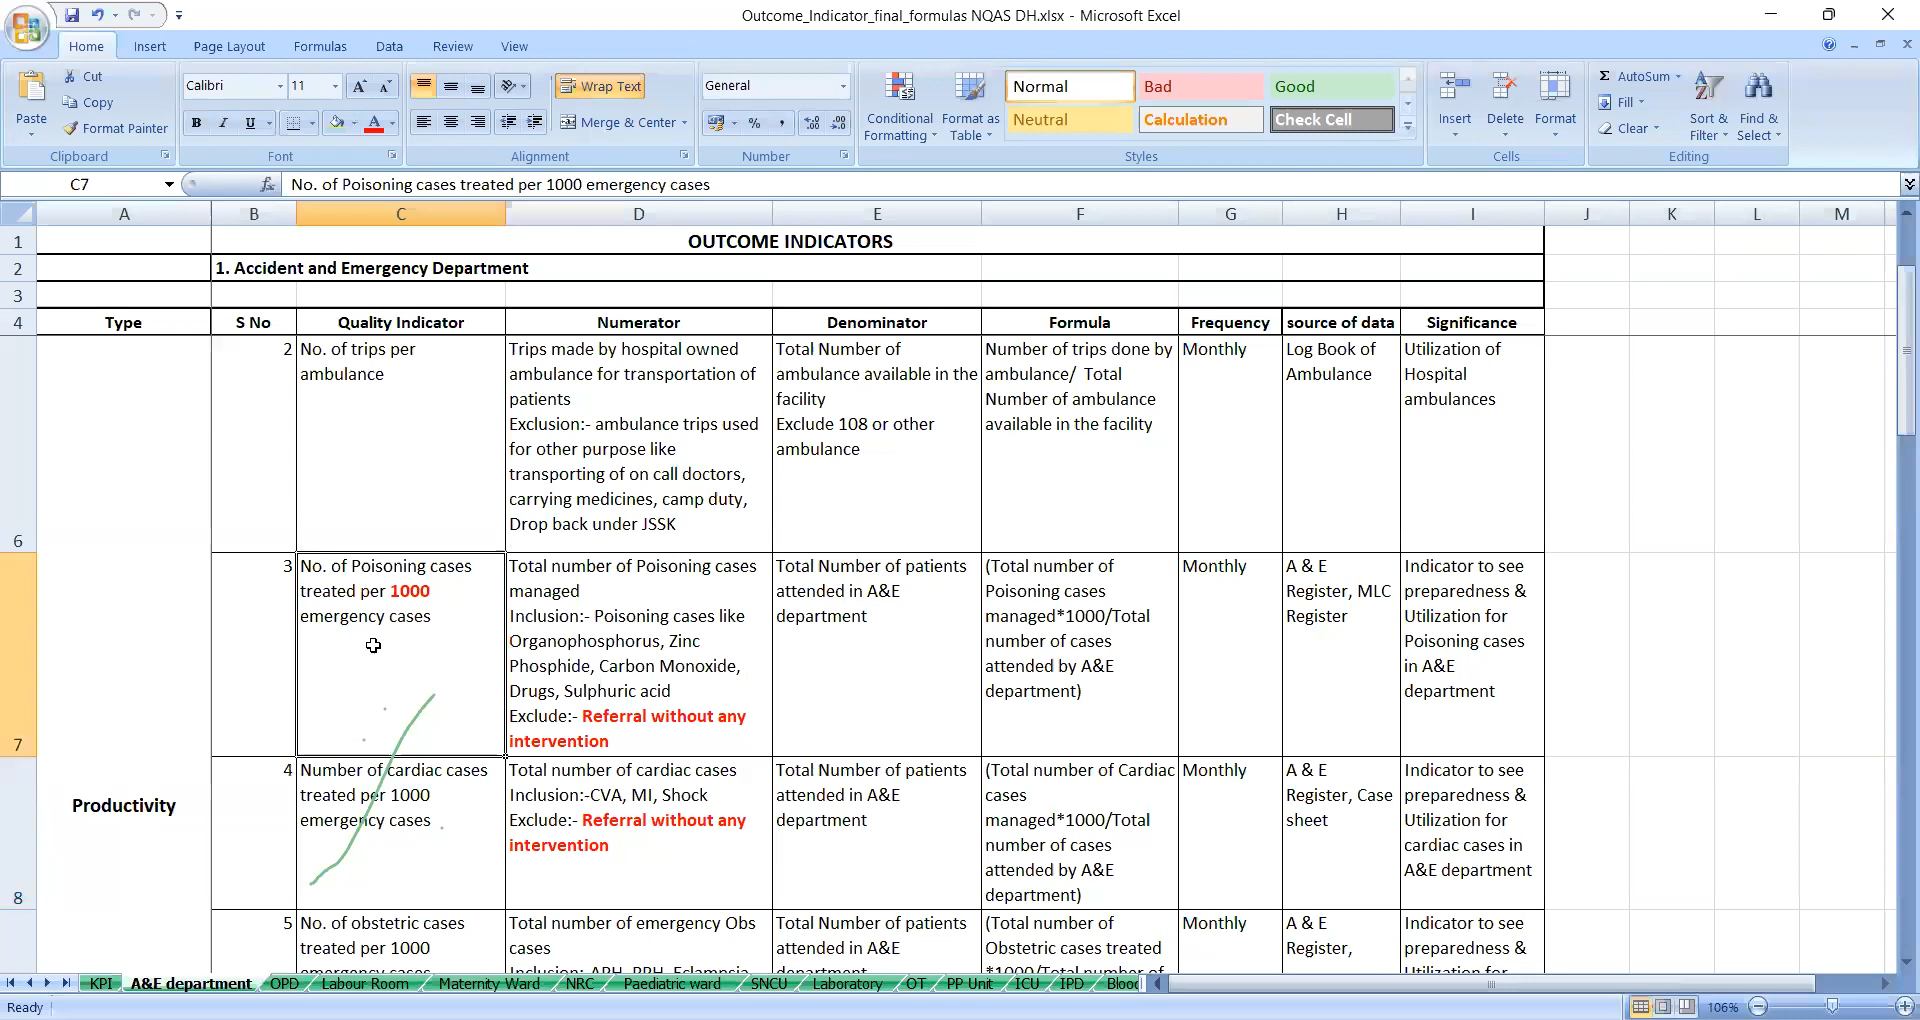 Outcome_Indicator_final_formulas NQAS DH.xlsx - Microsoft Excel
Home Insert Page Layout Formulas Data Review View
Paste
Cut
Copy
Format Painter
Clipboard
Calibri 11
B I U
Font
Wrap Text
Merge & Center
Alignment
General
Number
Conditional Formatting
Format as Table
Normal Bad Good
Neutral Calculation Check Cell
Styles
Insert Delete Format
Cells
Σ AutoSum
Fill
Clear
Sort & Filter
Find & Select
Editing
C7 fx No. of Poisoning cases treated per 1000 emergency cases
A B C D E F G H I J K L M
1 OUTCOME INDICATORS
2 1. Accident and Emergency Department
3
4 Type S No Quality Indicator Numerator Denominator Formula Frequency source of data Significance
6
2
No. of trips per
ambulance
Trips made by hospital owned
ambulance for transportation of
patients
Exclusion:- ambulance trips used
for other purpose like
transporting of on call doctors,
carrying medicines, camp duty,
Drop back under JSSK
Total Number of
ambulance available in the
facility
Exclude 108 or other
ambulance
Number of trips done by
ambulance/ Total
Number of ambulance
available in the facility
Monthly
Log Book of
Ambulance
Utilization of
Hospital
ambulances
7
3
No. of Poisoning cases
treated per 1000
emergency cases
Total number of Poisoning cases
managed
Inclusion:- Poisoning cases like
Organophosphorus, Zinc
Phosphide, Carbon Monoxide,
Drugs, Sulphuric acid
Exclude:- Referral without any
intervention
Total Number of patients
attended in A&E
department
(Total number of
Poisoning cases
managed*1000/Total
number of cases
attended by A&E
department)
Monthly
A & E
Register, MLC
Register
Indicator to see
preparedness &
Utilization for
Poisoning cases
in A&E
department
Productivity
8
4
Number of cardiac cases
treated per 1000
emergency cases
Total number of cardiac cases
Inclusion:-CVA, MI, Shock
Exclude:- Referral without any
intervention
Total Number of patients
attended in A&E
department
(Total number of Cardiac
cases
managed*1000/Total
number of cases
attended by A&E
department)
Monthly
A & E
Register, Case
sheet
Indicator to see
preparedness &
Utilization for
cardiac cases in
A&E department
5
No. of obstetric cases
treated per 1000
emergency cases
Total number of emergency Obs
cases
Inclusion:- APH, PPH, Eclampsia
Total Number of patients
attended in A&E
department
(Total number of
Obstetric cases treated
*1000/Total number of
Monthly
A & E
Register,
Indicator to see
preparedness &
Utilization for
KPI A&E department OPD Labour Room Maternity Ward NRC Paediatric ward SNCU Laboratory OT PP Unit ICU IPD Blood
Ready 106%